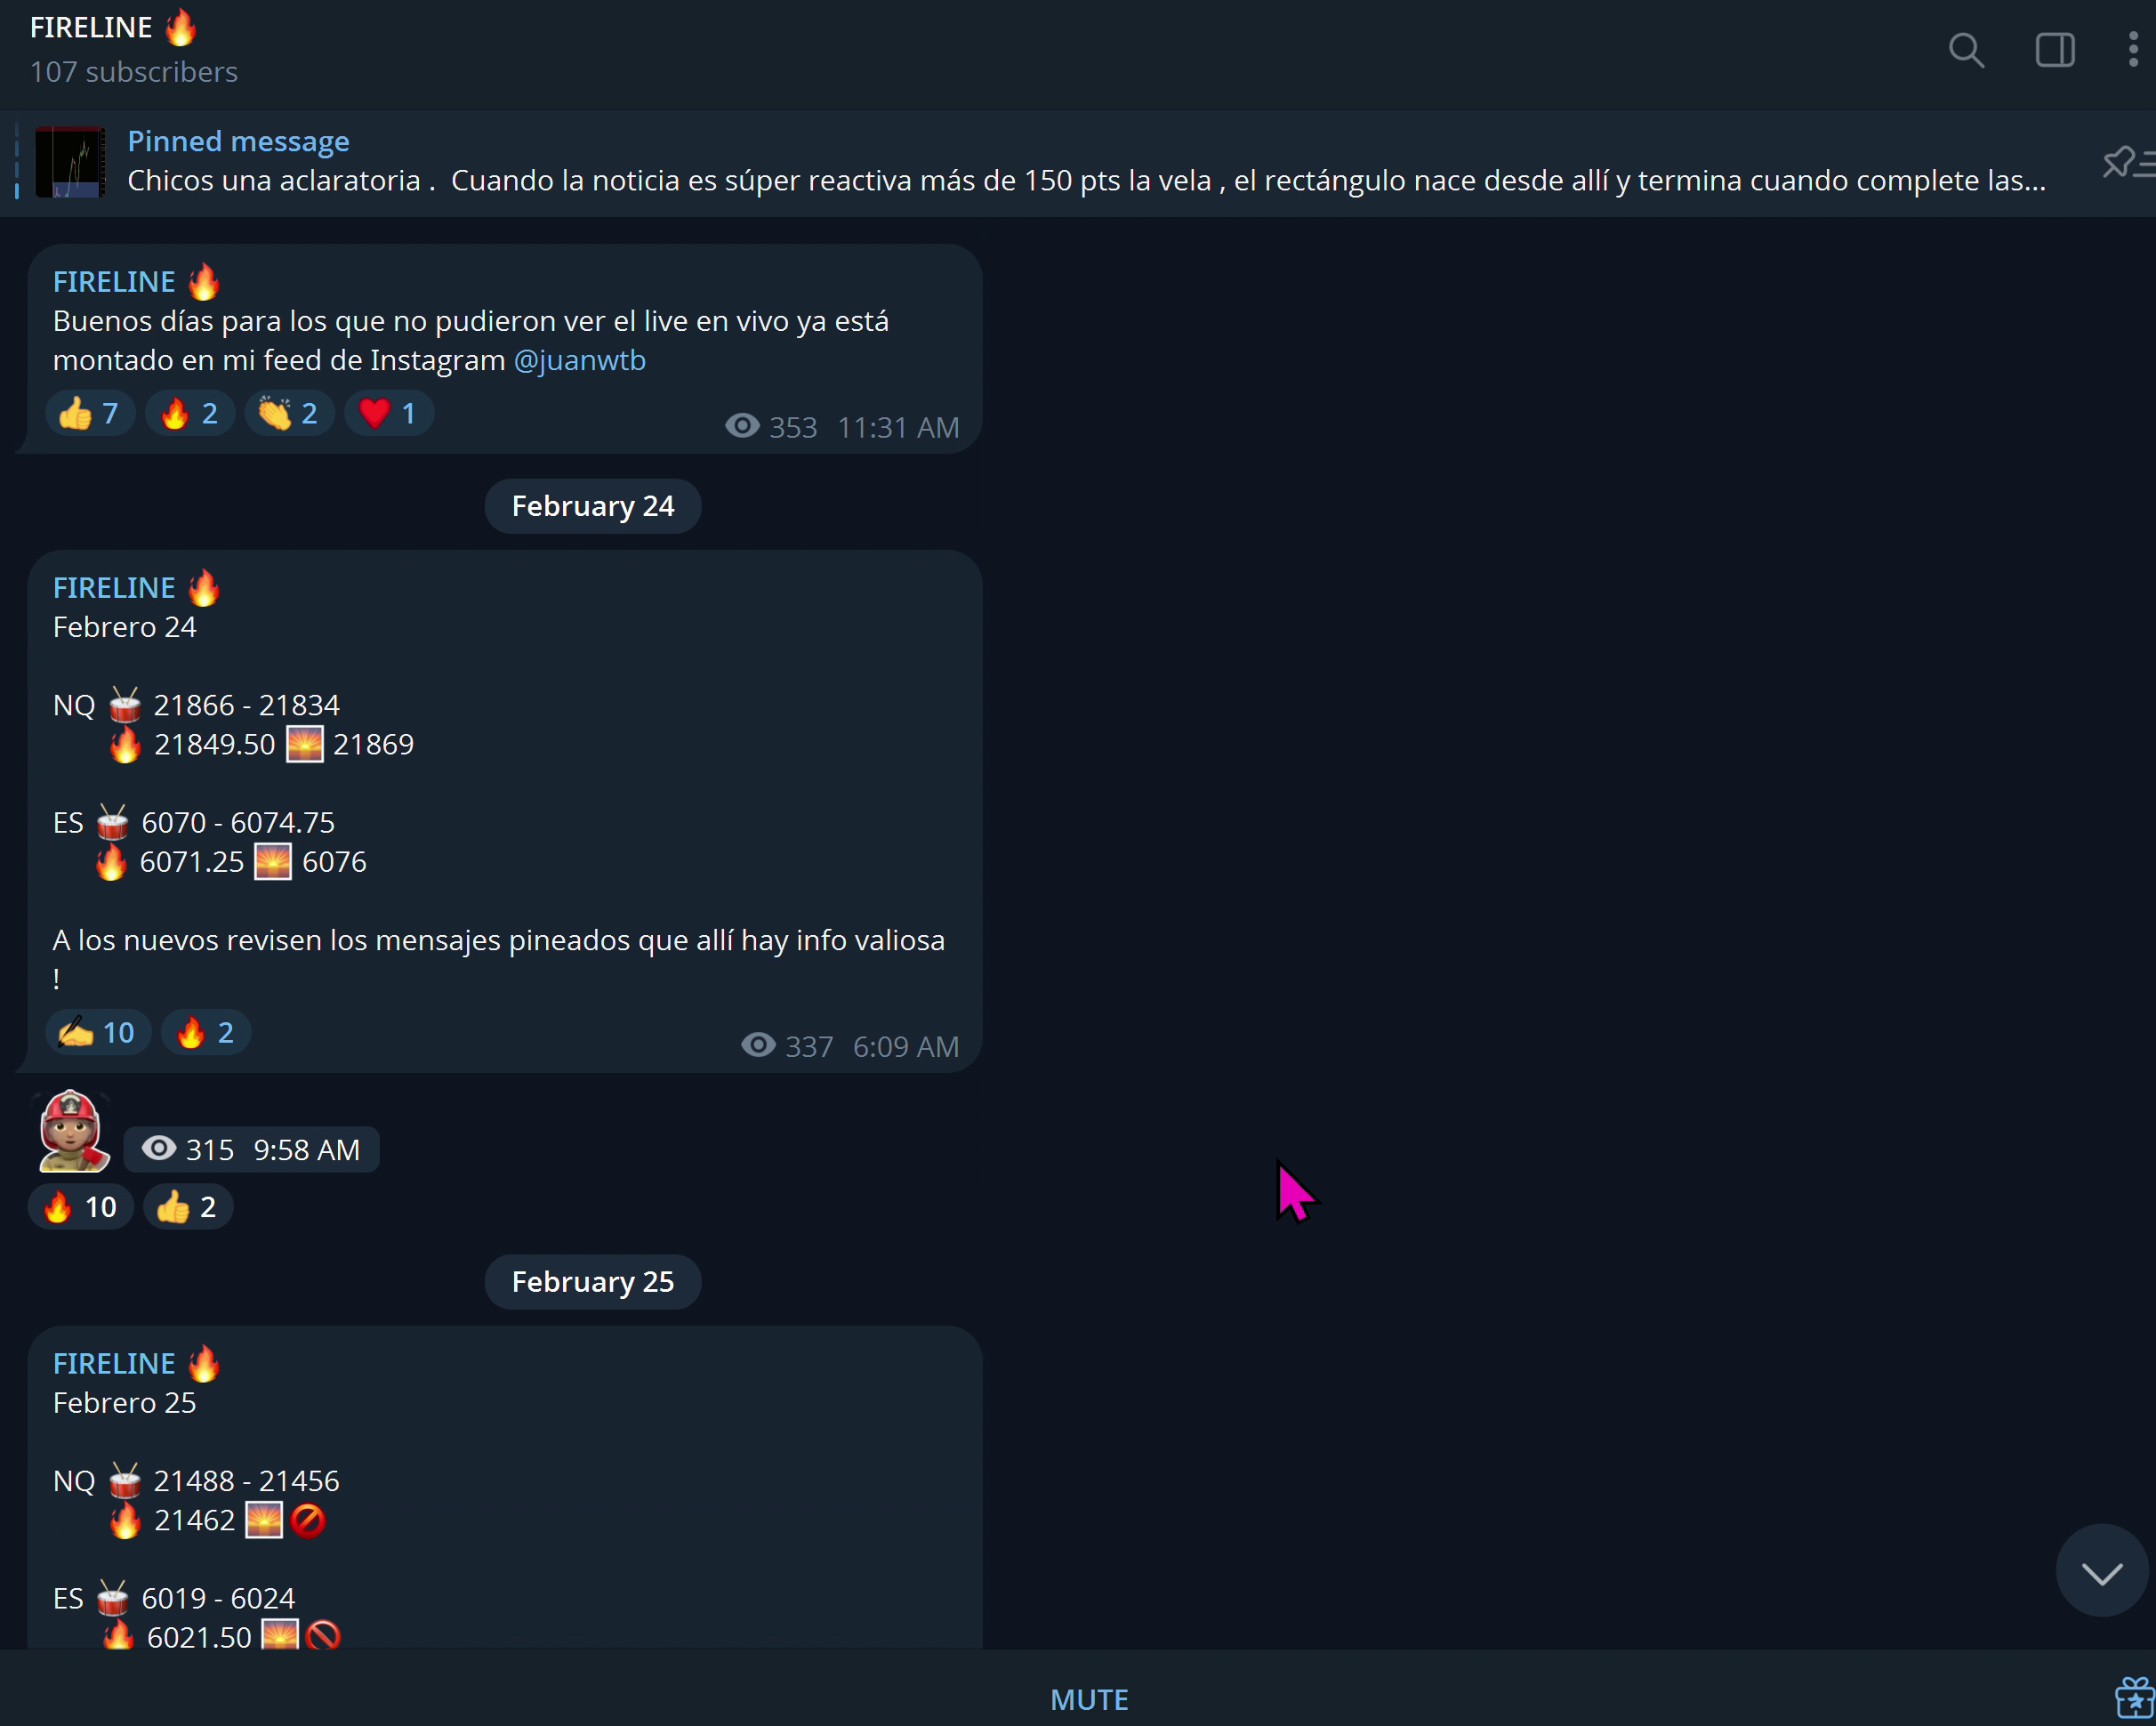 FIRELINE 🔥
107 subscribers
Pinned message
Chicos una aclaratoria .  Cuando la noticia es súper reactiva más de 150 pts la vela , el rectángulo nace desde allí y termina cuando complete las...
FIRELINE 🔥
Buenos días para los que no pudieron ver el live en vivo ya está
montado en mi feed de Instagram @juanwtb
👍 7 🔥 2 👏 2 ❤️ 1
353 11:31 AM
February 24
FIRELINE 🔥
Febrero 24
NQ 🥁 21866 - 21834
🔥 21849.50 🌅 21869
ES 🥁 6070 - 6074.75
🔥 6071.25 🌅 6076
A los nuevos revisen los mensajes pineados que allí hay info valiosa
!
✍️ 10 🔥 2
337 6:09 AM
315 9:58 AM
🔥 10 👍 2
February 25
FIRELINE 🔥
Febrero 25
NQ 🥁 21488 - 21456
🔥 21462 🌅🚫
ES 🥁 6019 - 6024
🔥 6021.50 🌅🚫
MUTE